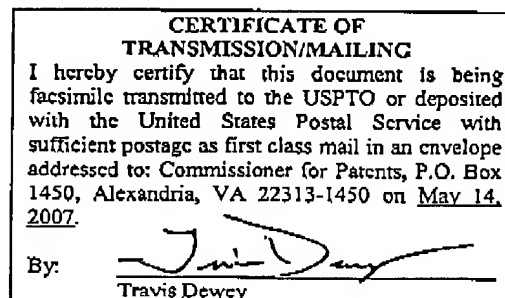 CERTIFICATE OF
TRANSMISSION/MAILING
I hereby certify that this document is being
facsimile transmitted to the USPTO or deposited
with the United States Postal Service with
sufficient postage as first class mail in an envelope
addressed to: Commissioner for Patents, P.O. Box
1450, Alexandria, VA 22313-1450 on May 14,
2007.
By: Travis Dewey
Travis Dewey